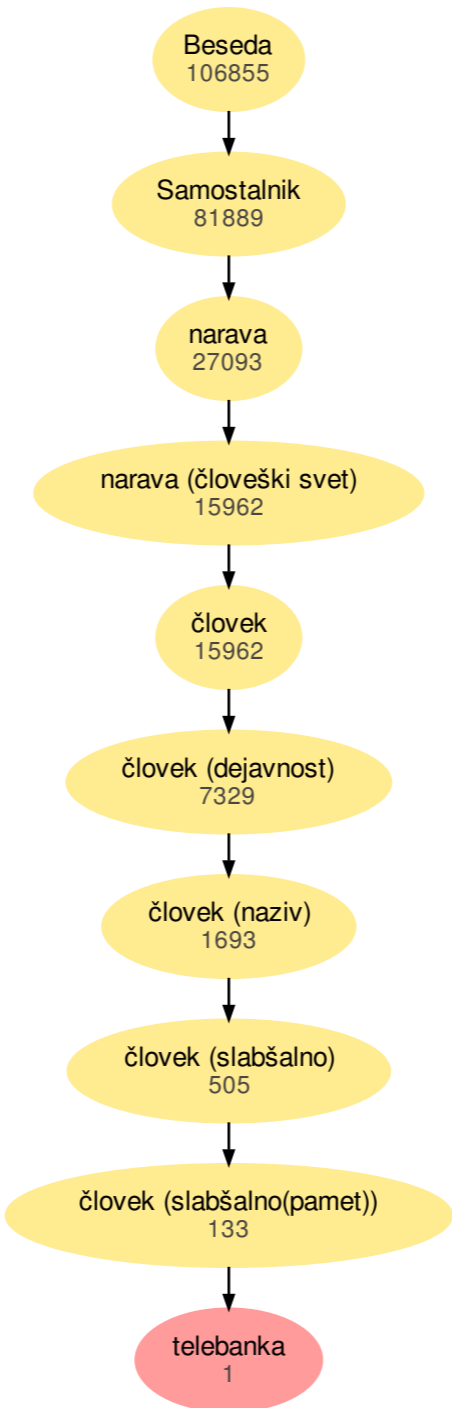 Beseda
106855
Samostalnik
81889
narava
27093
narava (človeški svet)
15962
človek
15962
človek (dejavnost)
7329
človek (naziv)
1693
človek (slabšalno)
505
človek (slabšalno(pamet))
133
telebanka
1